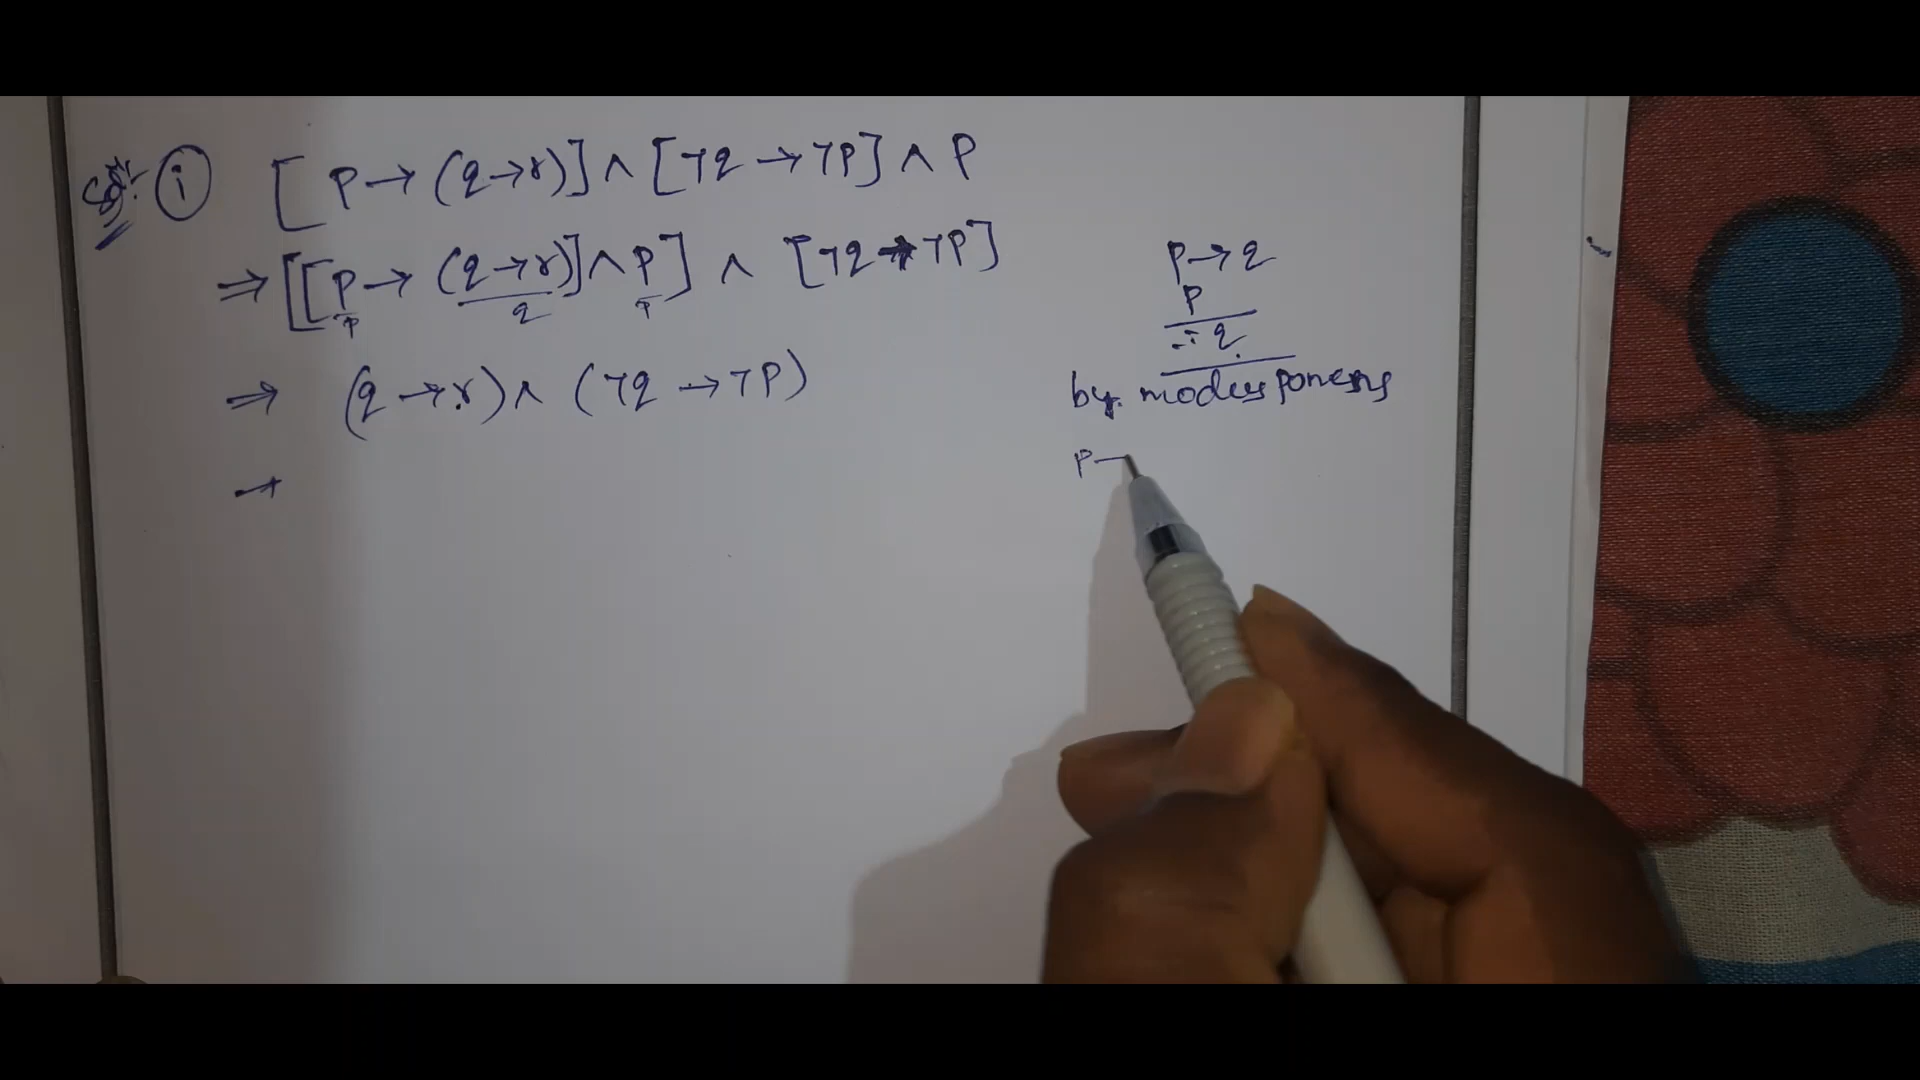 Sol:- (i) [P→(q→r)]∧[¬q→¬P]∧P
⇒[[P→(q→r)]∧P]∧[¬q→¬P]
P q P
⇒ (q→r)∧(¬q→¬P)
→
P→q
P
∴q.
by. modus ponens
P—